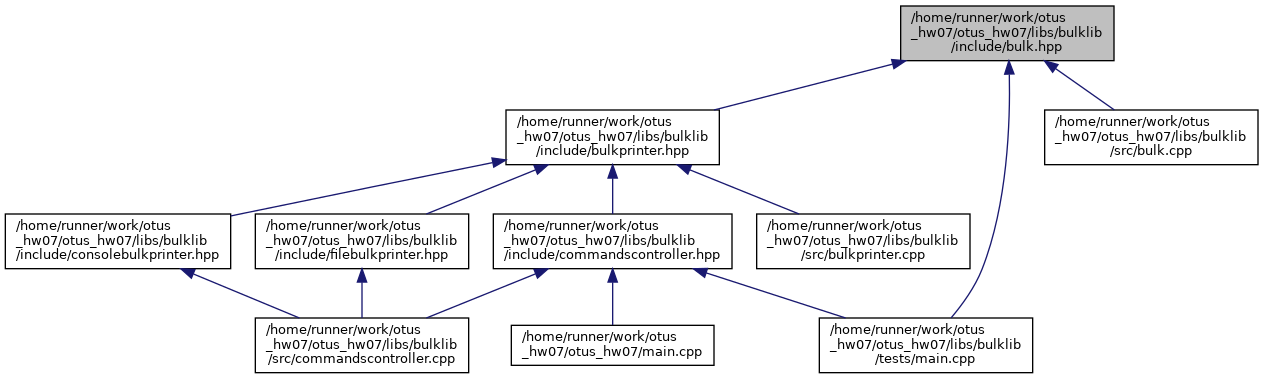 /home/runner/work/otus
_hw07/otus_hw07/libs/bulklib
/include/bulk.hpp
/home/runner/work/otus
_hw07/otus_hw07/libs/bulklib
/include/bulkprinter.hpp
/home/runner/work/otus
_hw07/otus_hw07/libs/bulklib
/src/bulk.cpp
/home/runner/work/otus
_hw07/otus_hw07/libs/bulklib
/include/consolebulkprinter.hpp
/home/runner/work/otus
_hw07/otus_hw07/libs/bulklib
/include/filebulkprinter.hpp
/home/runner/work/otus
_hw07/otus_hw07/libs/bulklib
/include/commandscontroller.hpp
/home/runner/work/otus
_hw07/otus_hw07/libs/bulklib
/src/bulkprinter.cpp
/home/runner/work/otus
_hw07/otus_hw07/libs/bulklib
/src/commandscontroller.cpp
/home/runner/work/otus
_hw07/otus_hw07/main.cpp
/home/runner/work/otus
_hw07/otus_hw07/libs/bulklib
/tests/main.cpp